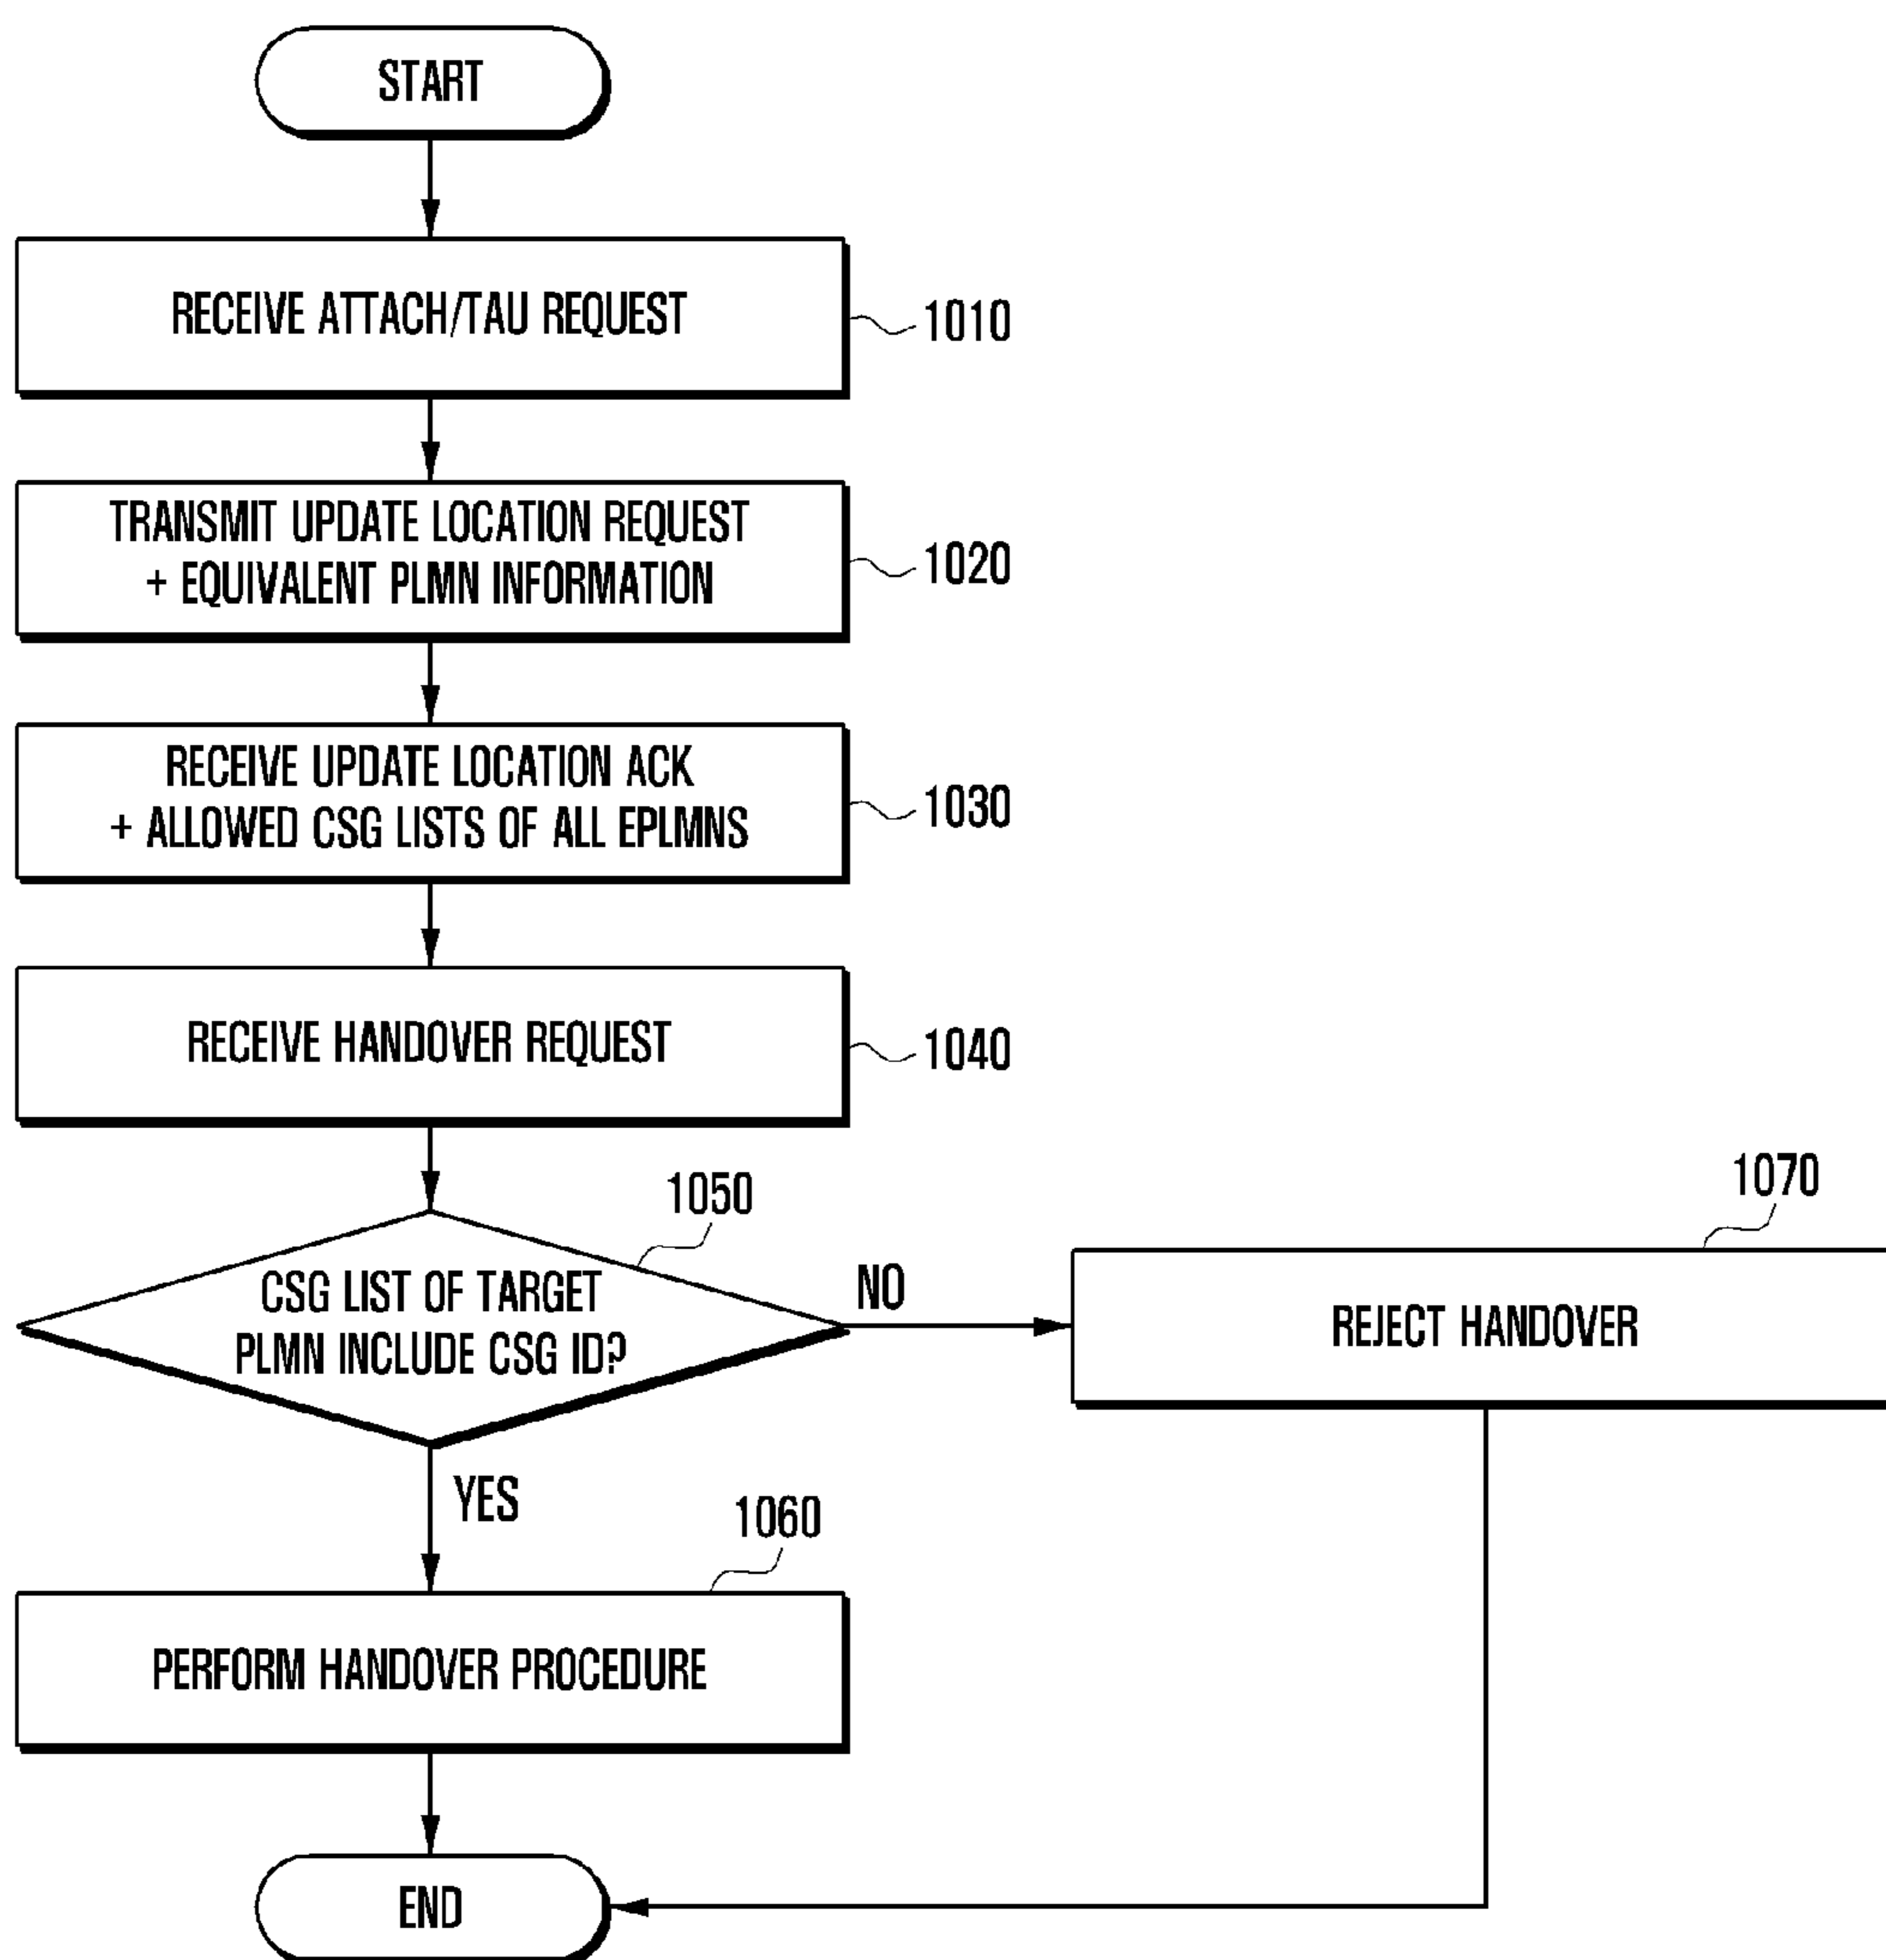 START
RECEIVE ATTACH/TAU REQUEST
1010
TRANSMIT UPDATE LOCATION REQUEST
+ EQUIVALENT PLMN INFORMATION
1020
RECEIVE UPDATE LOCATION ACK
+ ALLOWED CSG LISTS OF ALL EPLMNS
1030
RECEIVE HANDOVER REQUEST
1040
1050
CSG LIST OF TARGET
PLMN INCLUDE CSG ID?
NO
1070
REJECT HANDOVER
YES
1060
PERFORM HANDOVER PROCEDURE
END